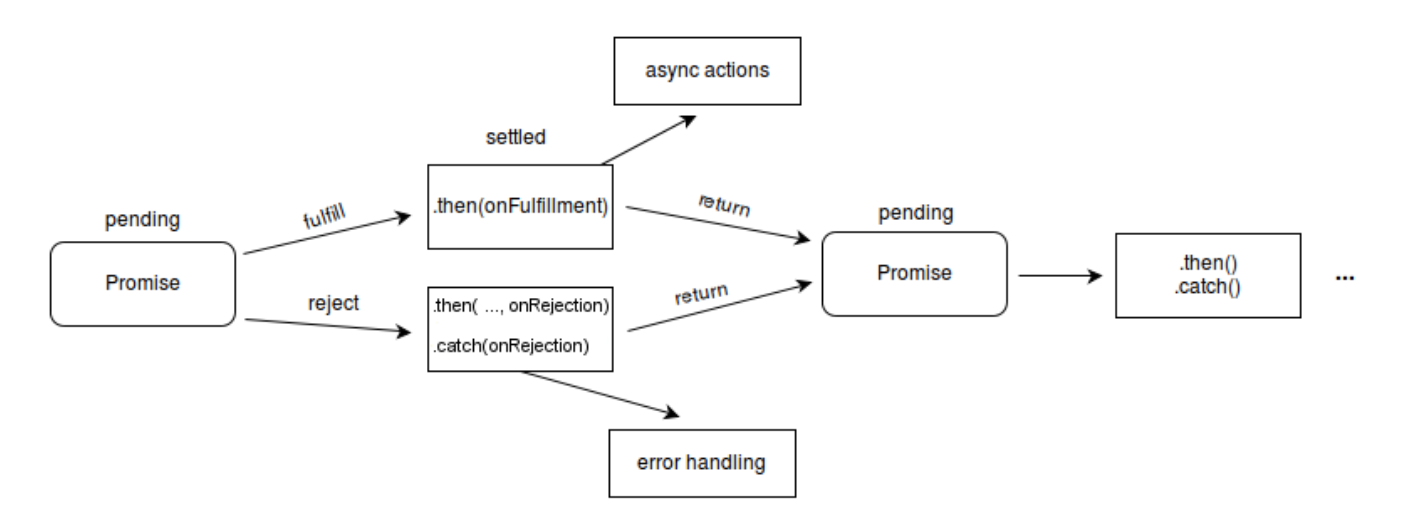 async actions
settled
.then(onFulfillment)
return
pending
fulfill
pending
Promise
Promise
.then()
.catch()
...
reject
.then( ..., onRejection)
.catch(onRejection)
return
error handling